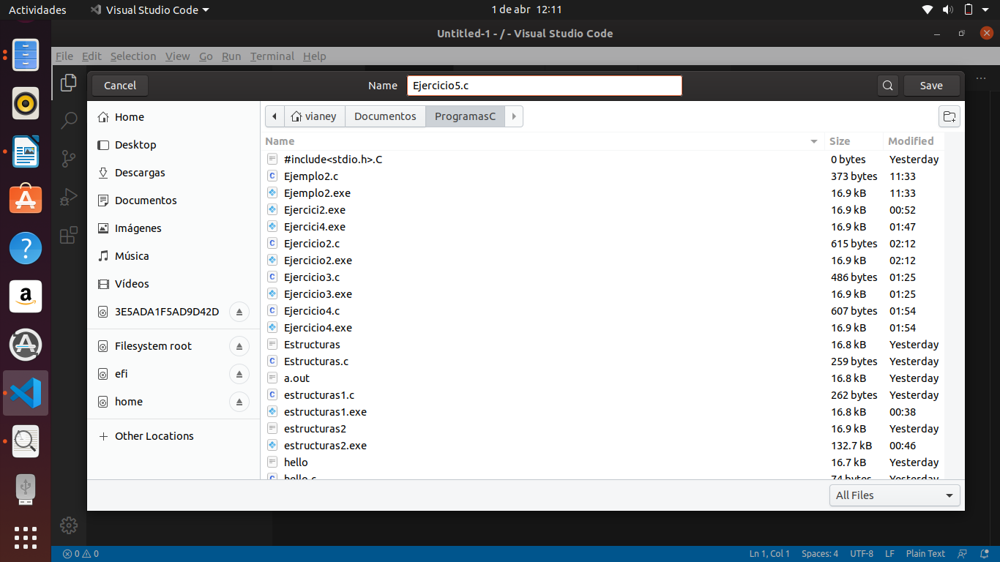 Actividades Visual Studio Code 1 de abr 12:11
Untitled-1 - / - Visual Studio Code
File Edit Selection View Go Run Terminal Help
Cancel Name Ejercicio5.c Save
Home
Desktop
Descargas
Documentos
Imágenes
Música
Vídeos
3E5ADA1F5AD9D42D
Filesystem root
efi
home
Other Locations
vianey Documentos ProgramasC
Name Size Modified
#include<stdio.h>.C 0 bytes Yesterday
Ejemplo2.c 373 bytes 11:33
Ejemplo2.exe 16.9 kB 11:33
Ejercici2.exe 16.9 kB 00:52
Ejercici4.exe 16.9 kB 01:47
Ejercicio2.c 615 bytes 02:12
Ejercicio2.exe 16.9 kB 02:12
Ejercicio3.c 486 bytes 01:25
Ejercicio3.exe 16.9 kB 01:25
Ejercicio4.c 607 bytes 01:54
Ejercicio4.exe 16.9 kB 01:54
Estructuras 16.8 kB Yesterday
Estructuras.c 259 bytes Yesterday
a.out 16.8 kB Yesterday
estructuras1.c 262 bytes Yesterday
estructuras1.exe 16.8 kB 00:38
estructuras2 16.9 kB Yesterday
estructuras2.exe 132.7 kB 00:46
hello 16.7 kB Yesterday
hello.c 74 bytes Yesterday
All Files
0 0 Ln 1, Col 1 Spaces: 4 UTF-8 LF Plain Text